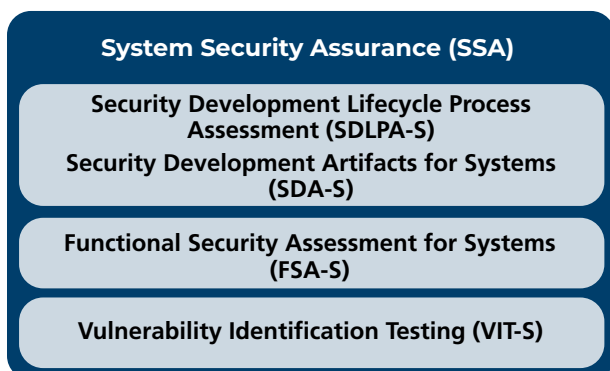 System Security Assurance (SSA)
Security Development Lifecycle Process
Assessment (SDLPA-S)
Security Development Artifacts for Systems
(SDA-S)
Functional Security Assessment for Systems
(FSA-S)
Vulnerability Identification Testing (VIT-S)